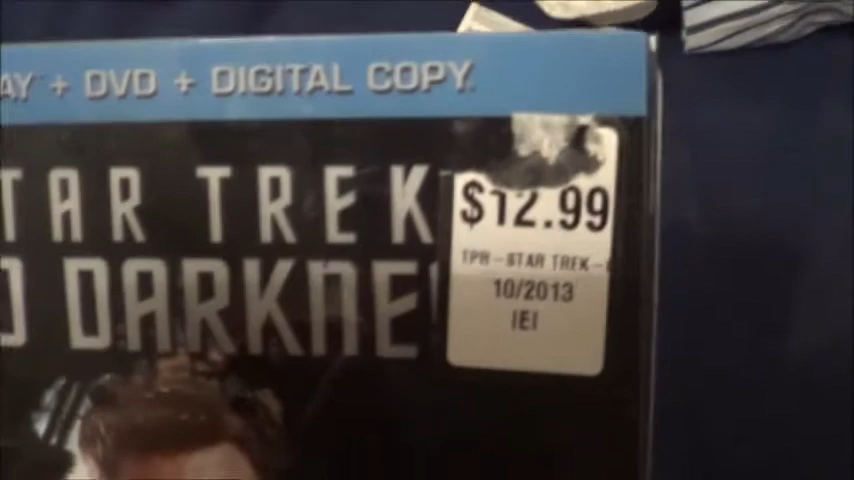 AY + DVD + DIGITAL COPY
TAR TREK
O DARKNE
$12.99
TPR-STAR TREK-
10/2013
IEI